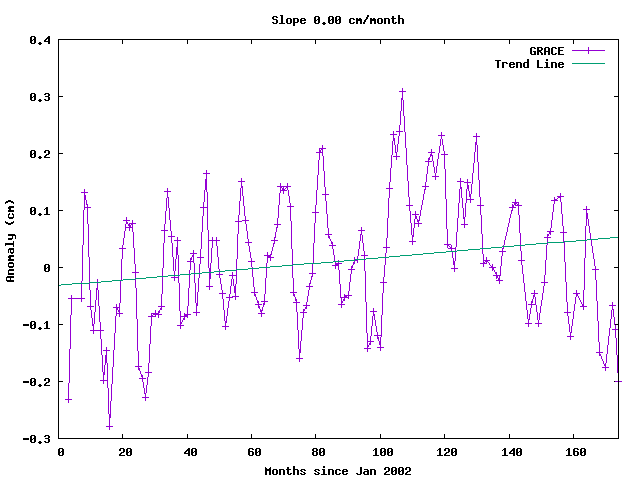 Slope 0.00 cm/month
GRACE
Trend Line
0.4
0.3
0.2
0.1
0
-0.1
-0.2
-0.3
Anomaly (cm)
0 20 40 60 80 100 120 140 160
Months since Jan 2002